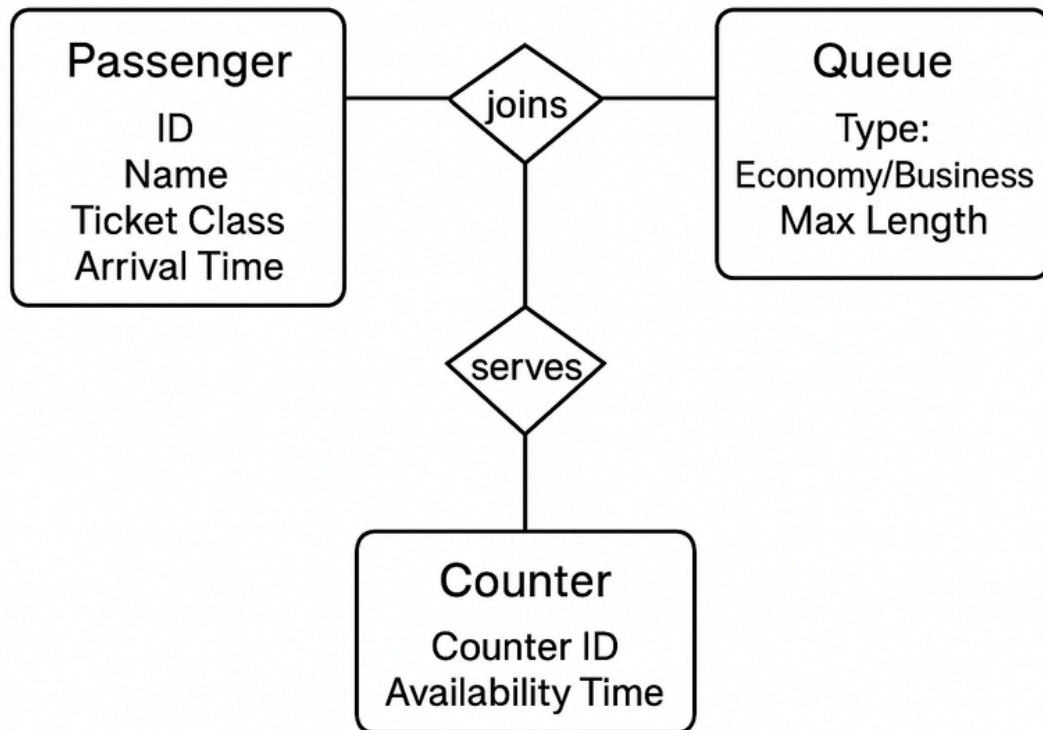 Passenger
ID
Name
Ticket Class
Arrival Time
joins
Queue
Type:
Economy/Business
Max Length
serves
Counter
Counter ID
Availability Time